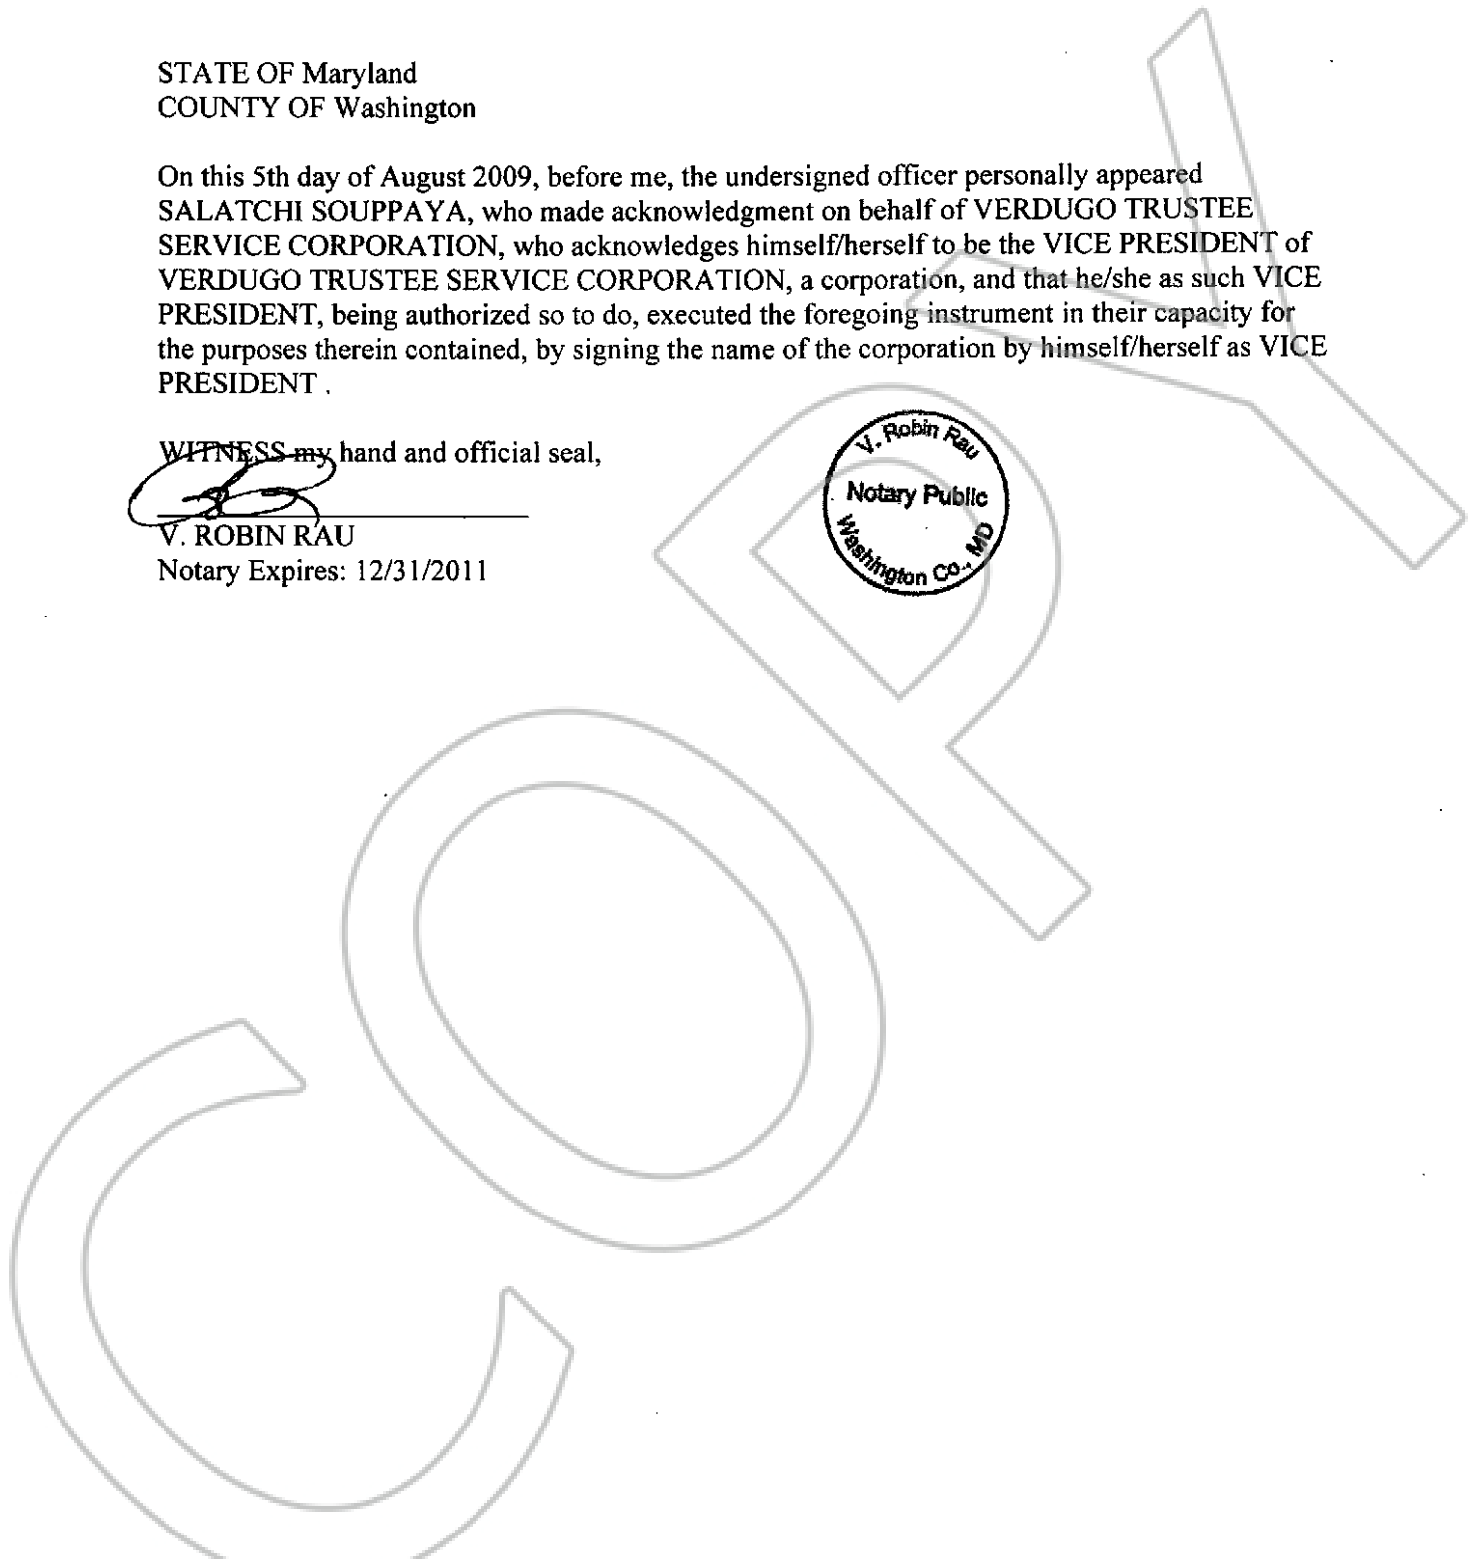 STATE OF Maryland
COUNTY OF Washington
On this 5th day of August 2009, before me, the undersigned officer personally appeared
SALATCHI SOUPPAYA, who made acknowledgment on behalf of VERDUGO TRUSTEE
SERVICE CORPORATION, who acknowledges himself/herself to be the VICE PRESIDENT of
VERDUGO TRUSTEE SERVICE CORPORATION, a corporation, and that he/she as such VICE
PRESIDENT, being authorized so to do, executed the foregoing instrument in their capacity for
the purposes therein contained, by signing the name of the corporation by himself/herself as VICE
PRESIDENT .
WITNESS my hand and official seal,
V. ROBIN RAU
Notary Expires: 12/31/2011
V. Robin Rau
Notary Public
Washington Co., MD
COPY